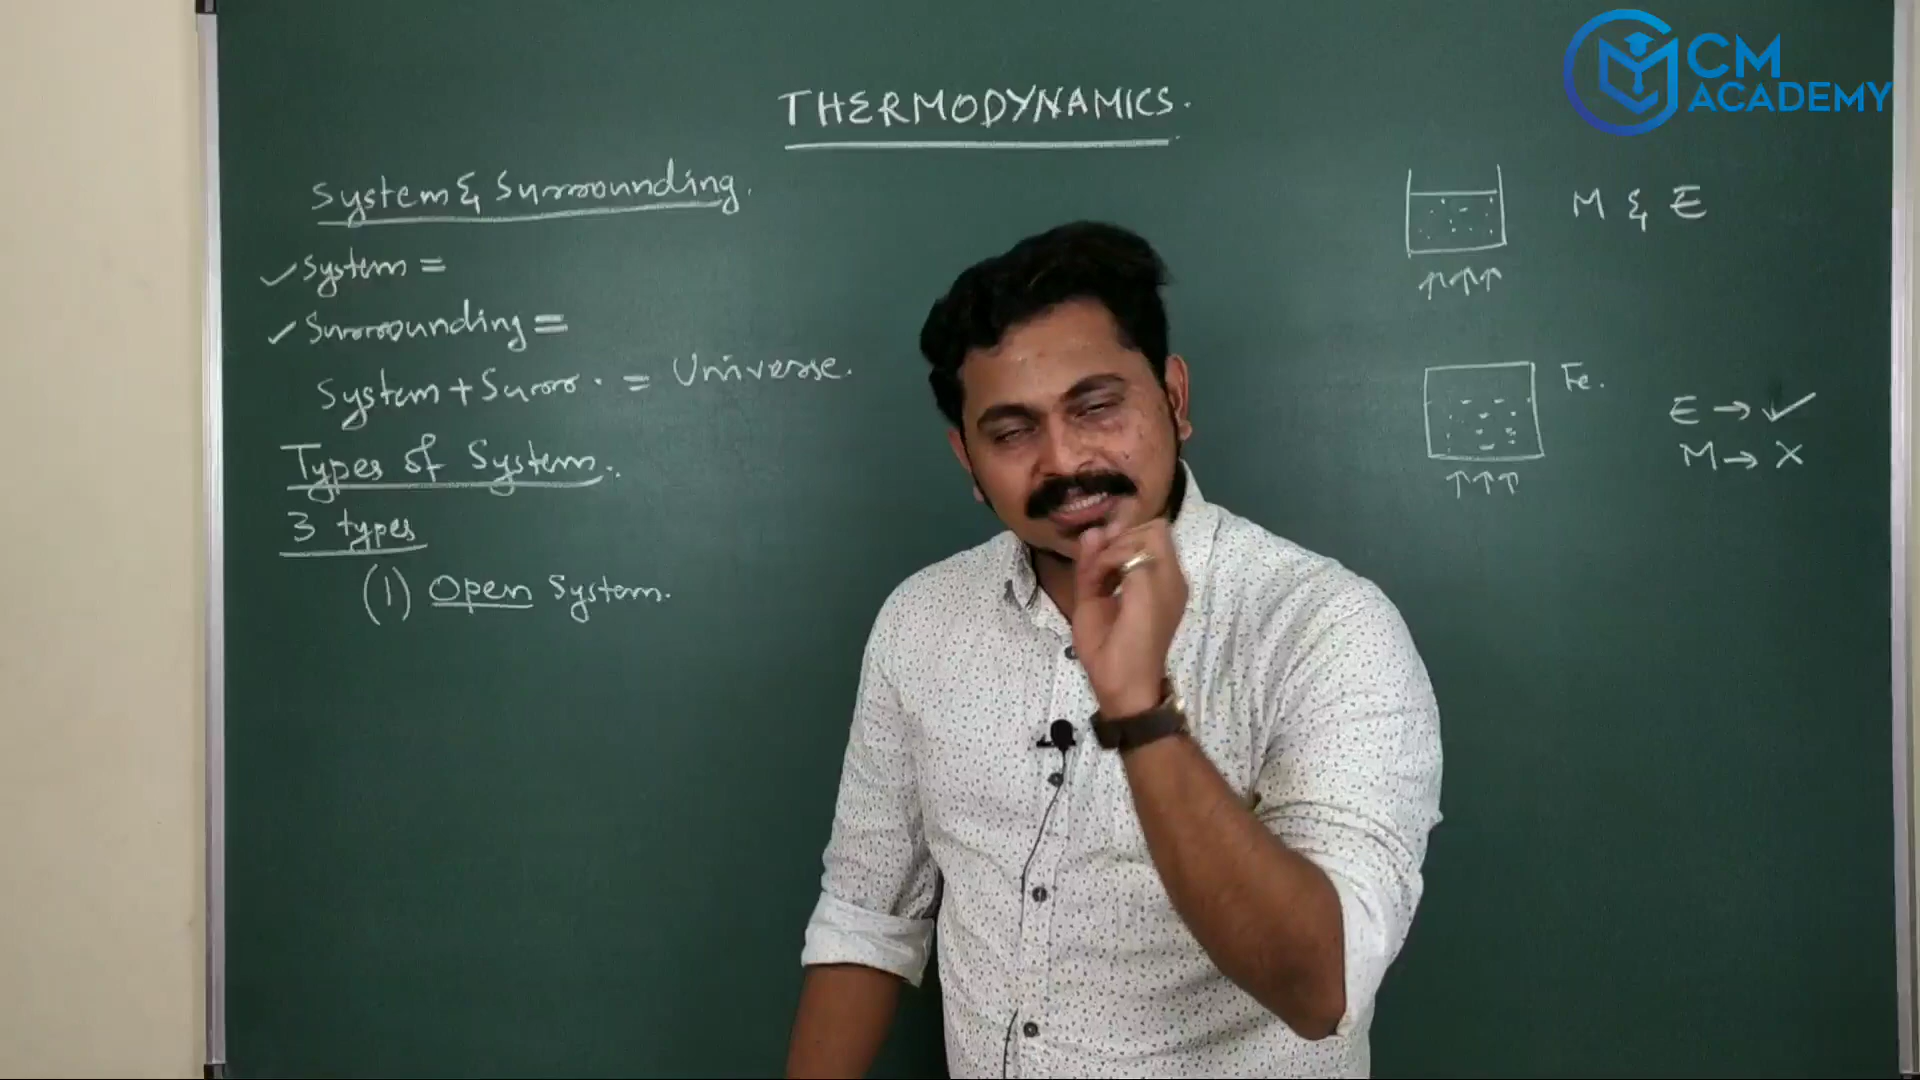 CM
ACADEMY
THERMODYNAMICS.
System & Surrounding.
System =
Surrounding =
System + Surro. = Universe.
Types of System.
3 types
(1) Open System.
M & E
Fe.
E → ✓
M → X